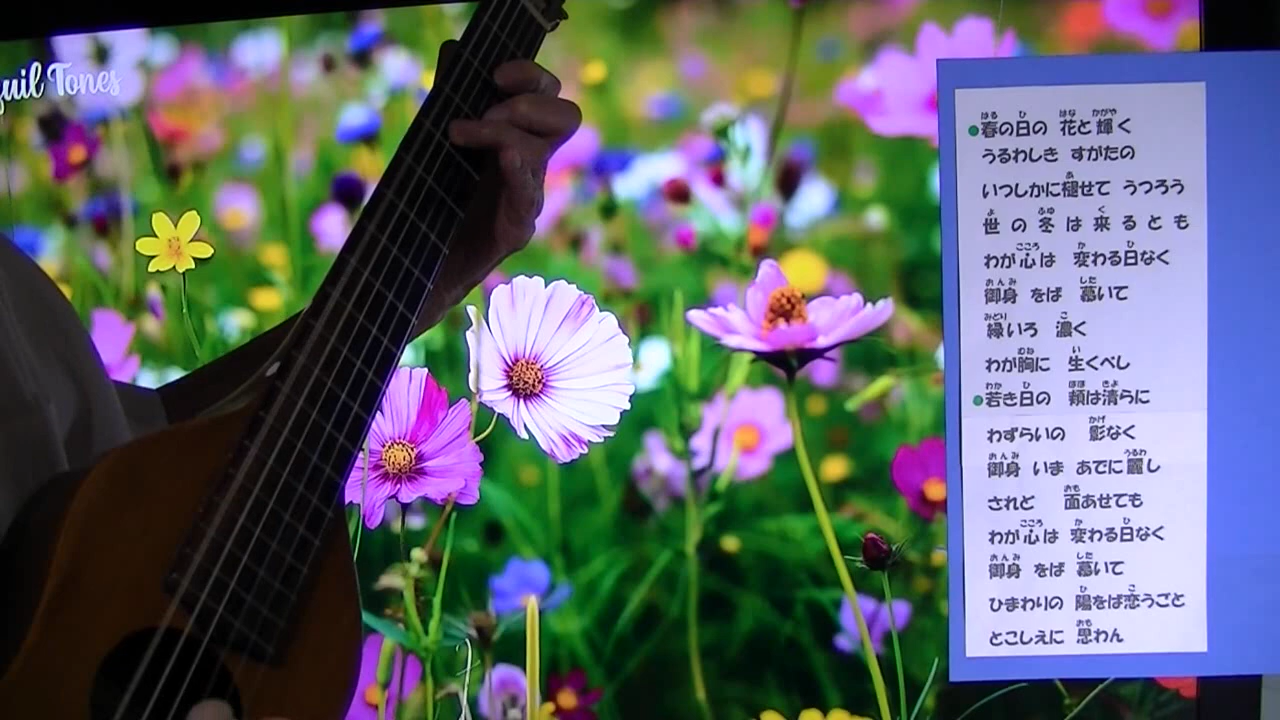 uil Tones
春の日の 花と輝く
うるわしき すがたの
いつしかに褪せて うつろう
世の冬は来るとも
わが心は 変わる日なく
御身をば 慕いて
緑いろ 濃く
わが胸に 生くべし
若き日の 頬は清らに
わずらいの 影なく
御身 いま あでに麗し
されど 面あせても
わが心は 変わる日なく
御身 をば 慕いて
ひまわりの 陽をば恋うごと
とこしえに 思わん